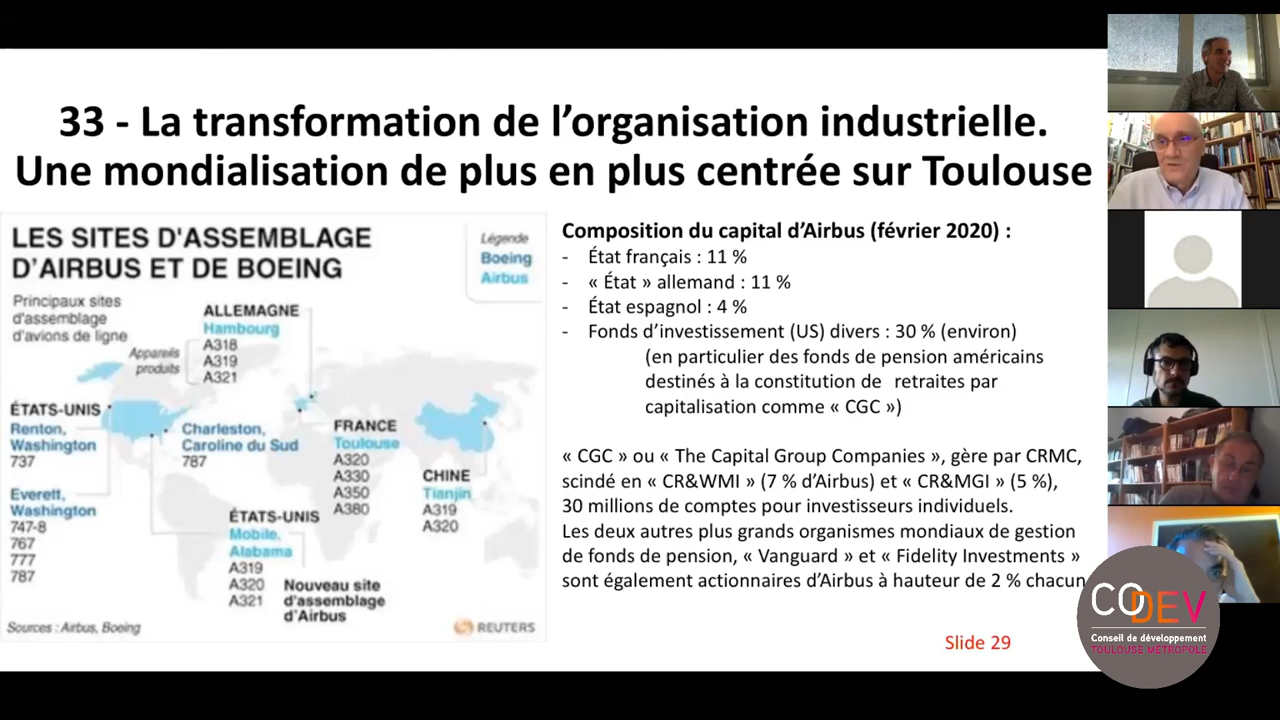 33 - La transformation de l’organisation industrielle.
Une mondialisation de plus en plus centrée sur Toulouse
LES SITES D'ASSEMBLAGE
D'AIRBUS ET DE BOEING
Légende
Boeing
Airbus
Principaux sites
d'assemblage
d'avions de ligne
Appareils
produits
ALLEMAGNE
Hambourg
A318
A319
A321
ÉTATS-UNIS
Renton,
Washington
737
Everett,
Washington
747-8
767
777
787
Charleston,
Caroline du Sud
787
ÉTATS-UNIS
Mobile,
Alabama
A319
A320
A321
Nouveau site
d'assemblage
d'Airbus
FRANCE
Toulouse
A320
A330
A350
A380
CHINE
Tianjin
A319
A320
Sources : Airbus, Boeing
REUTERS
Composition du capital d’Airbus (février 2020) :
- État français : 11 %
- « État » allemand : 11 %
- État espagnol : 4 %
- Fonds d’investissement (US) divers : 30 % (environ)
(en particulier des fonds de pension américains
destinés à la constitution de retraites par
capitalisation comme « CGC »)
« CGC » ou « The Capital Group Companies », gère par CRMC,
scindé en « CR&WMI » (7 % d’Airbus) et « CR&MGI » (5 %),
30 millions de comptes pour investisseurs individuels.
Les deux autres plus grands organismes mondiaux de gestion
de fonds de pension, « Vanguard » et « Fidelity Investments »
sont également actionnaires d’Airbus à hauteur de 2 % chacun
Slide 29
CODEV
Conseil de développement
TOULOUSE MÉTROPOLE